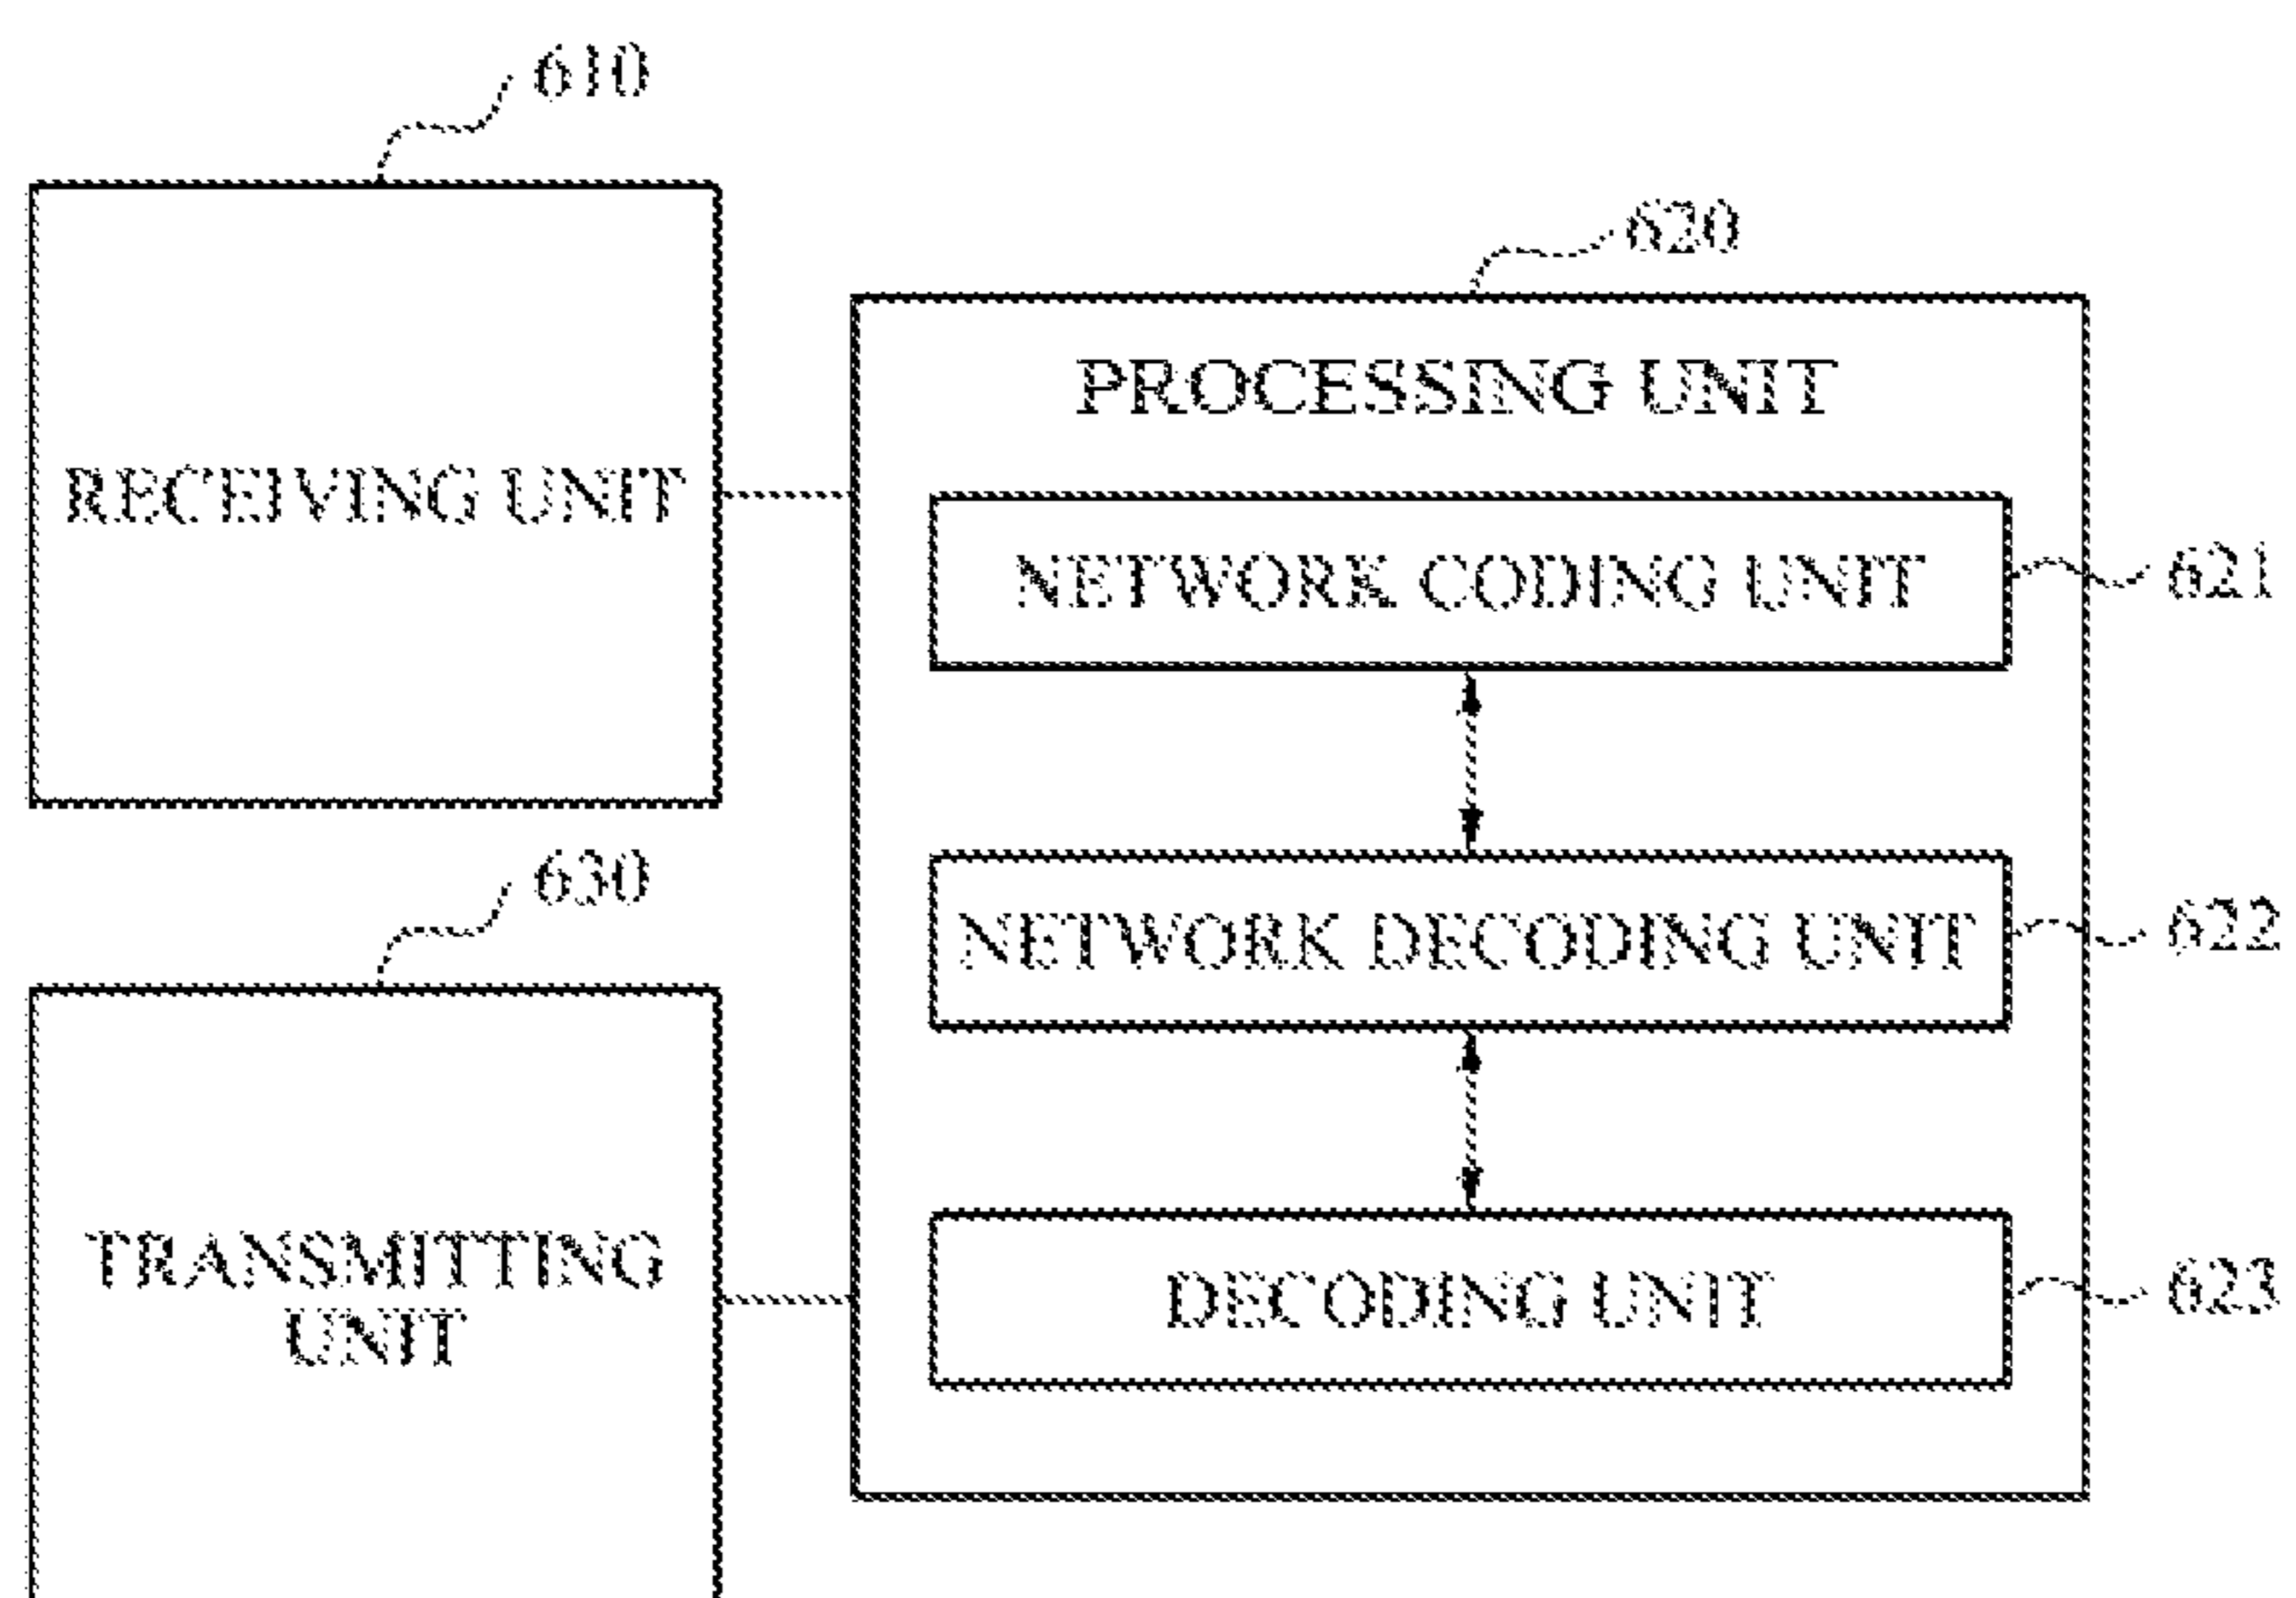 610
620
PROCESSING UNIT
RECEIVING UNIT
NETWORK CODING UNIT
621
630
NETWORK DECODING UNIT
622
TRANSMITTING
UNIT
DECODING UNIT
623